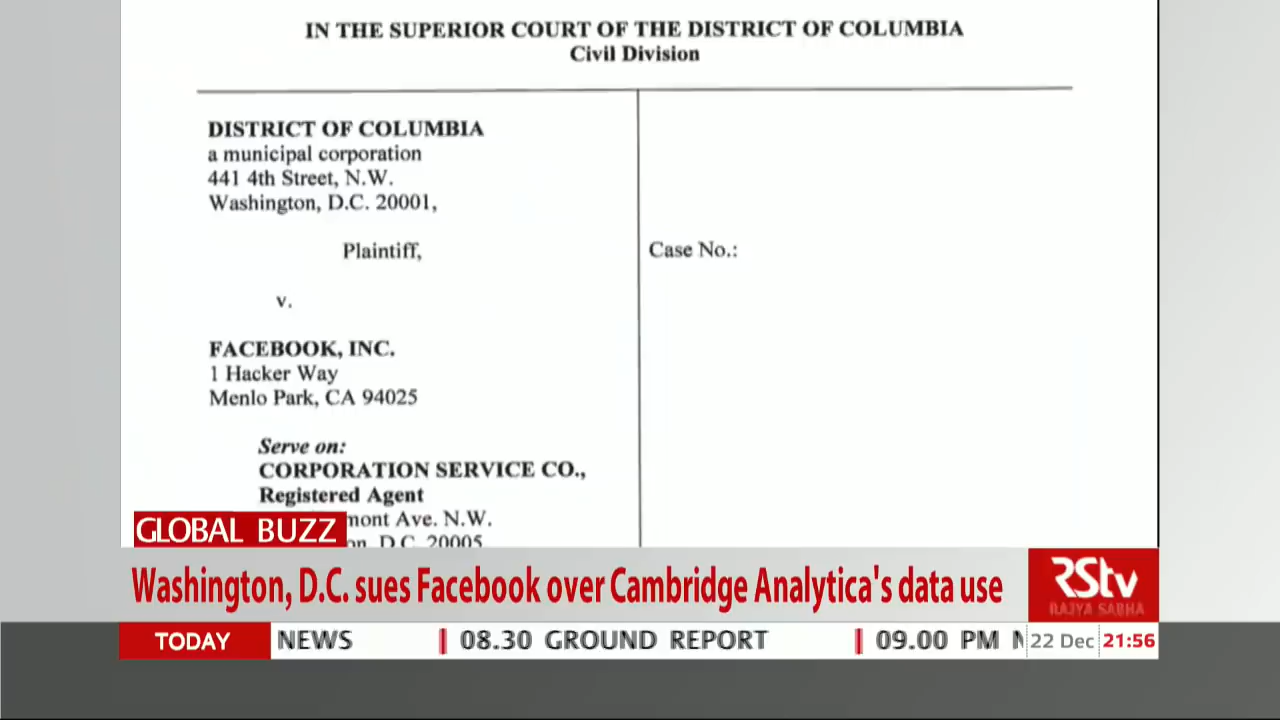 IN THE SUPERIOR COURT OF THE DISTRICT OF COLUMBIA
Civil Division
DISTRICT OF COLUMBIA
a municipal corporation
441 4th Street, N.W.
Washington, D.C. 20001,
Plaintiff,
Case No.:
v.
FACEBOOK, INC.
1 Hacker Way
Menlo Park, CA 94025
Serve on:
CORPORATION SERVICE CO.,
Registered Agent
Ave. N.W.
D.C. 20005
GLOBAL BUZZ
Washington, D.C. sues Facebook over Cambridge Analytica's data use
RSTV
RAJYA SABHA
TODAY NEWS 08.30 GROUND REPORT 09.00 PM 22 Dec 21:56